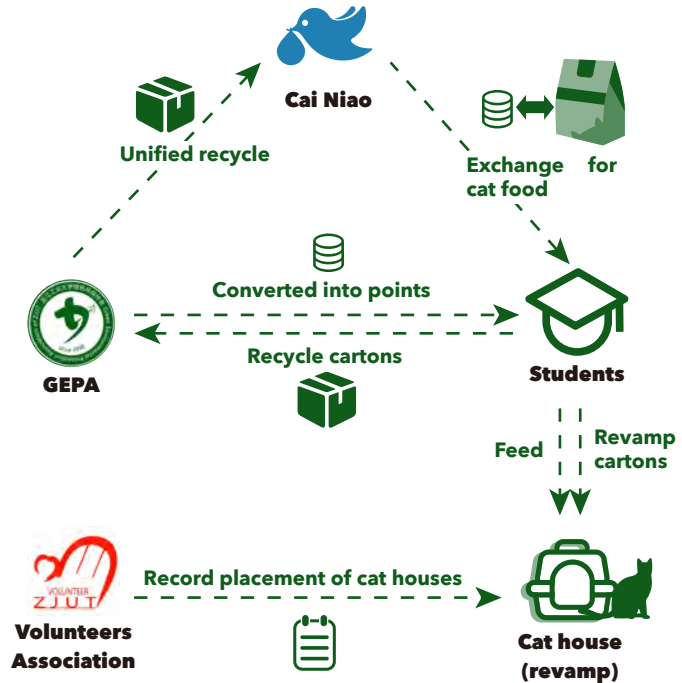 Cai Niao
Unified recycle
Exchange for
cat food
Converted into points
Recycle cartons
GEPA
Students
Feed
Revamp
cartons
VOLUNTEER
ZJUT
Record placement of cat houses
Volunteers
Association
Cat house
(revamp)